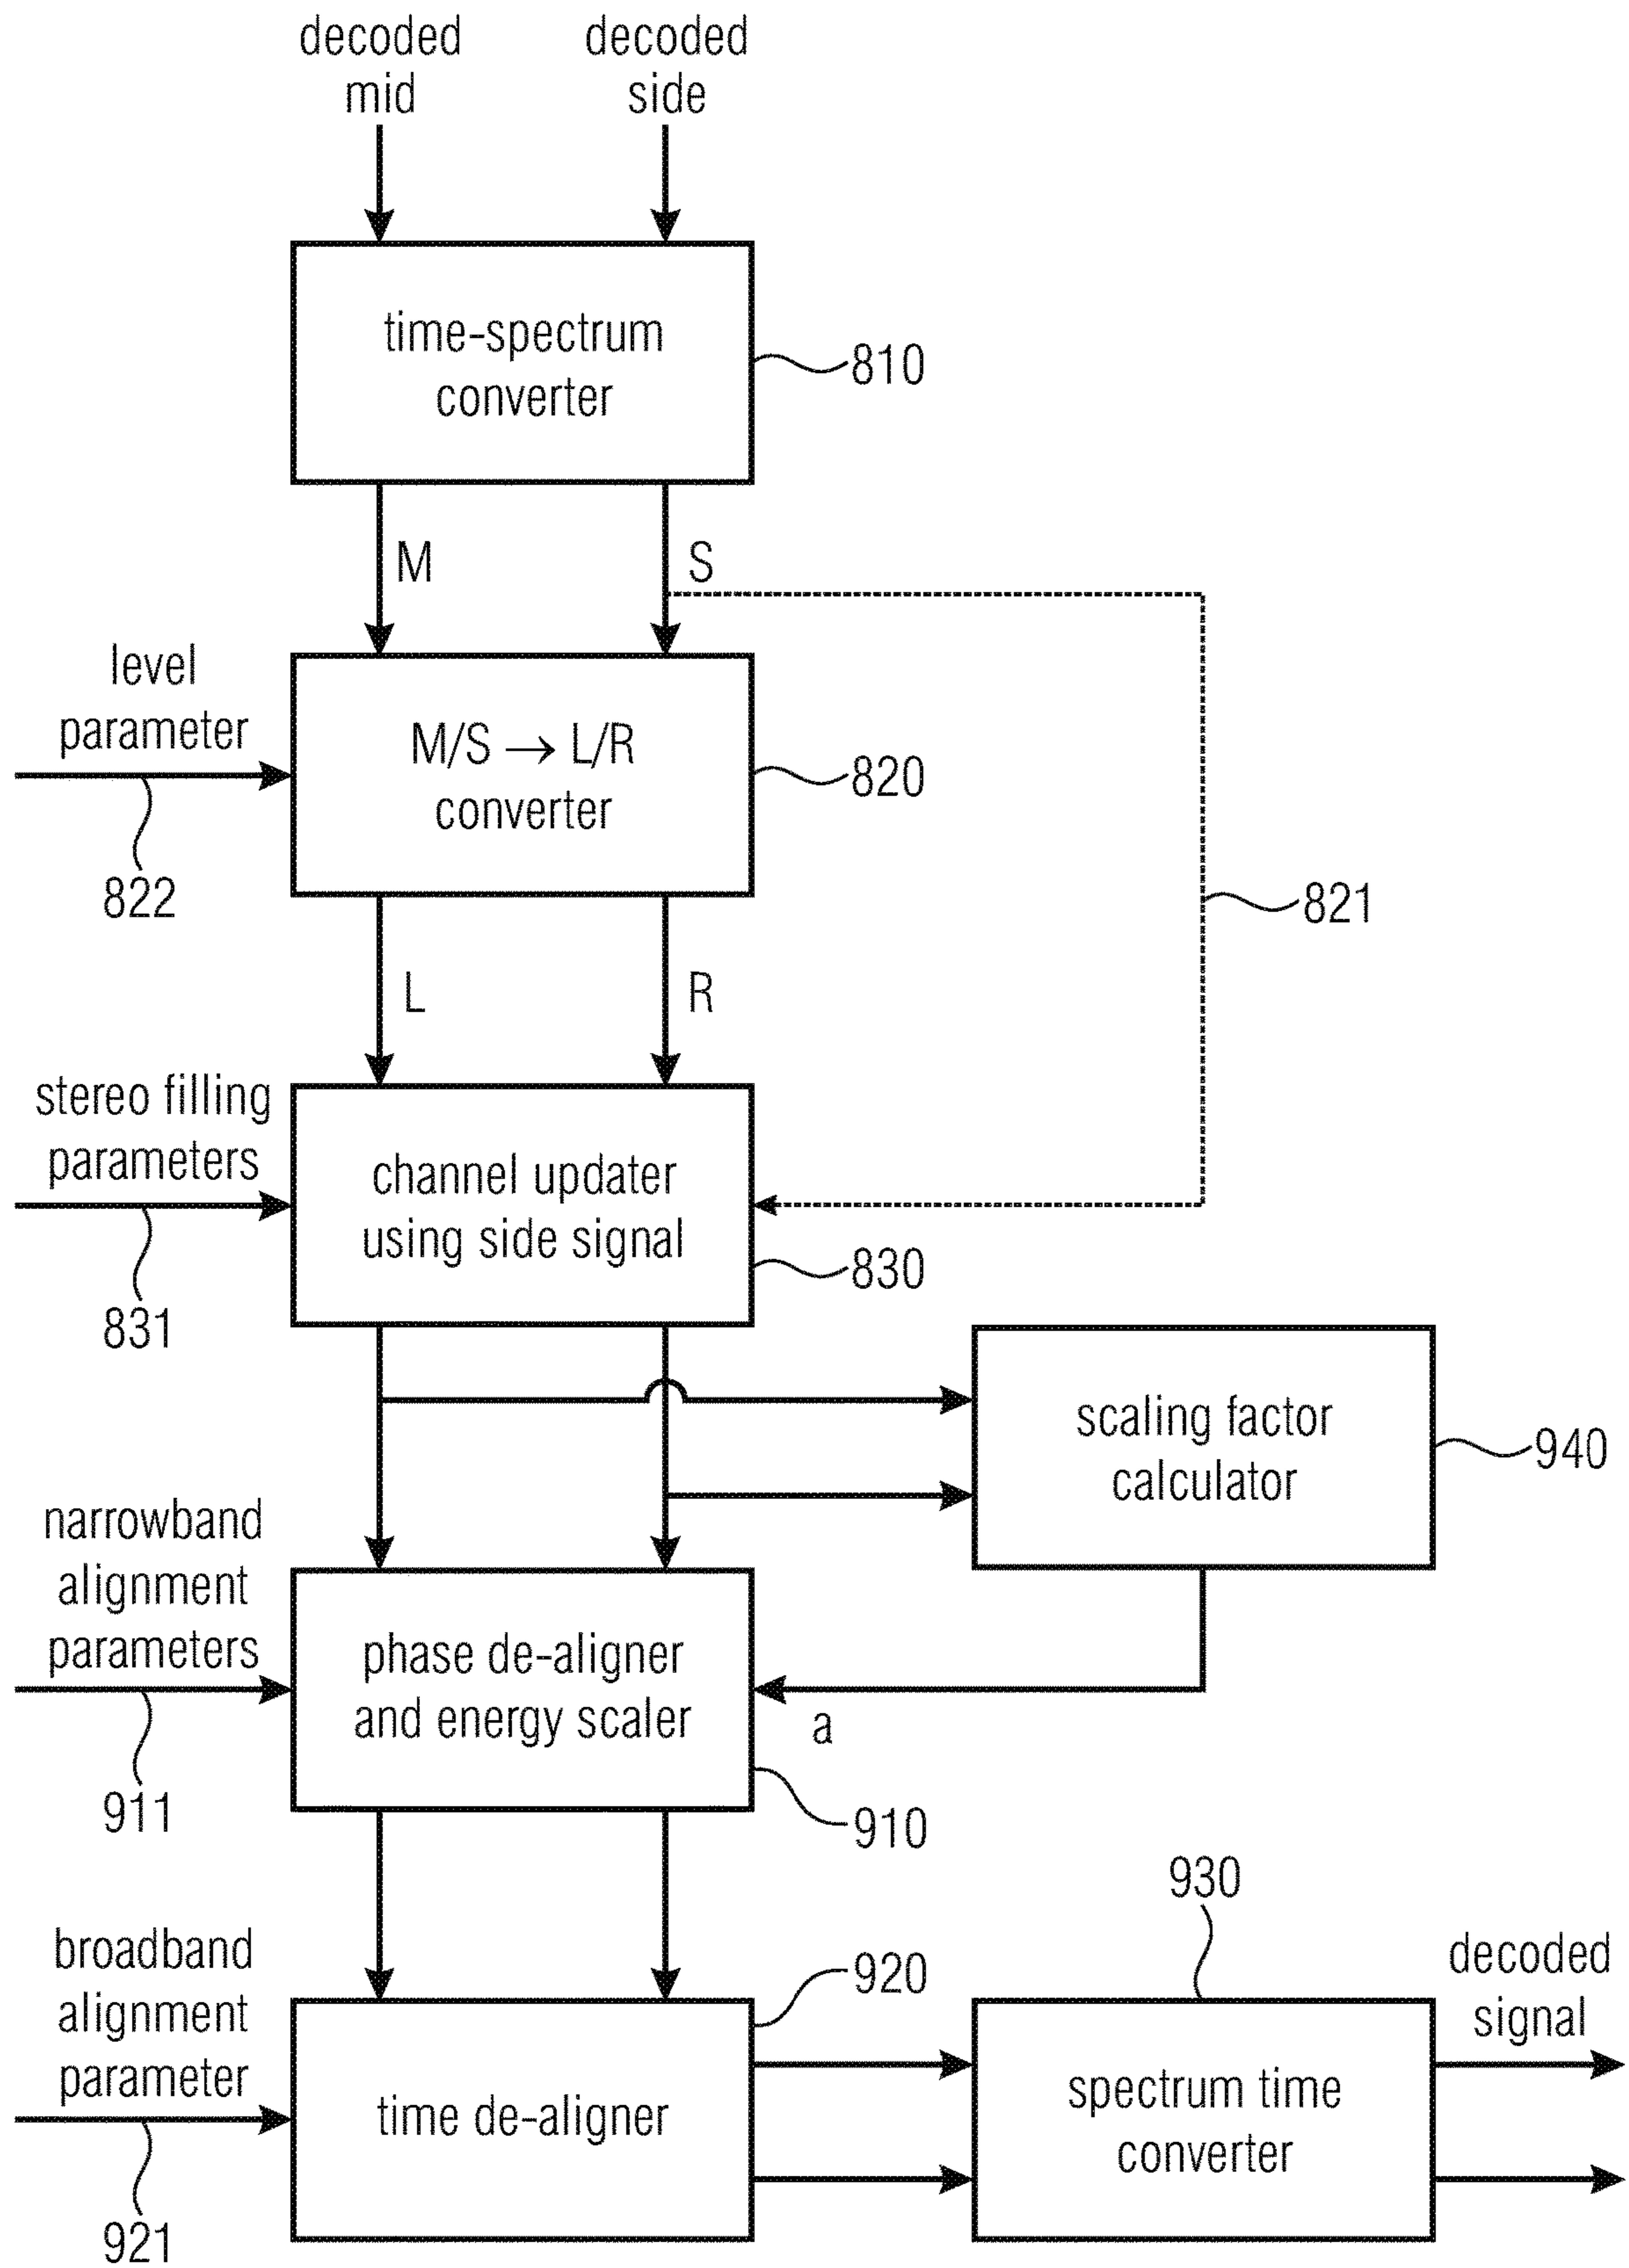 decoded
mid
decoded
side
time-spectrum
converter
810
M
S
level
parameter
822
M/S → L/R
converter
820
821
L
R
stereo filling
parameters
831
channel updater
using side signal
830
scaling factor
calculator
940
narrowband
alignment
parameters
911
phase de-aligner
and energy scaler
a
910
930
broadband
alignment
parameter
921
time de-aligner
920
spectrum time
converter
decoded
signal